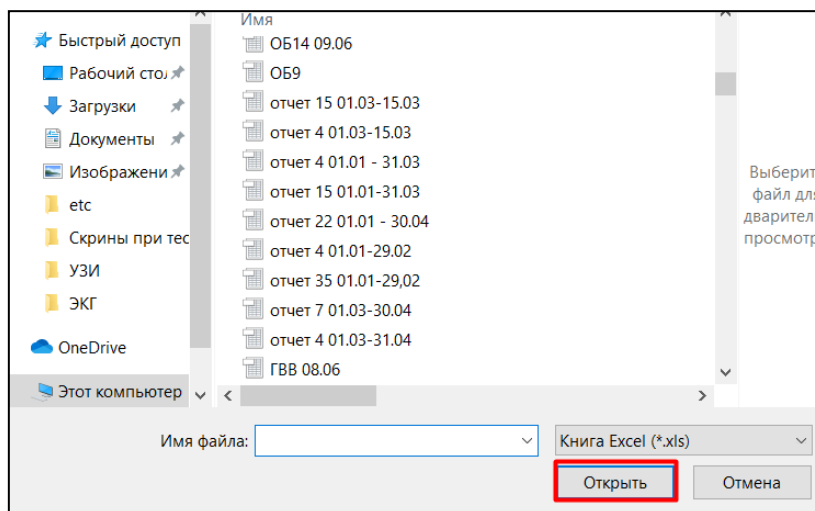 Имя
Быстрый доступ
Рабочий сто
Загрузки
Документы
Изображени
etc
Скрины при тес
УЗИ
ЭКГ
OneDrive
Этот компьютер
ОБ14 09.06
ОБ9
отчет 15 01.03-15.03
отчет 4 01.03-15.03
отчет 4 01.01 - 31.03
отчет 15 01.01-31.03
отчет 22 01.01 - 30.04
отчет 4 01.01-29.02
отчет 35 01.01-29,02
отчет 7 01.03-30.04
отчет 4 01.03-31.04
ГВВ 08.06
Выберит
файл для
дварител
просмотр
Имя файла:
Книга Excel (*.xls)
Открыть
Отмена